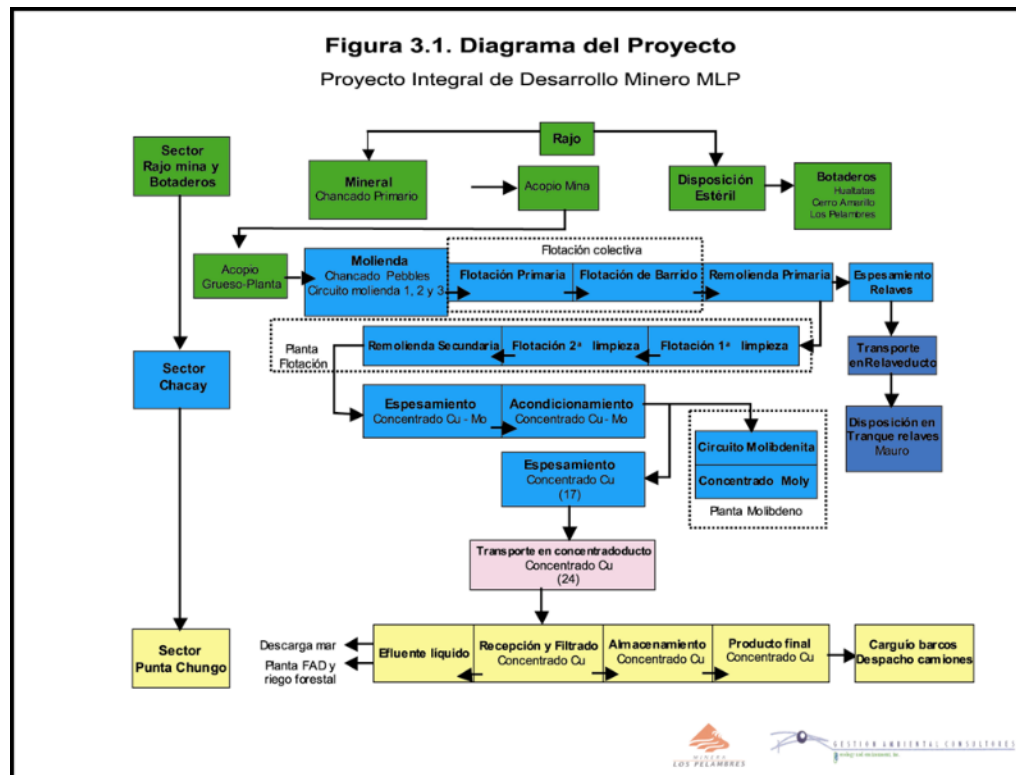 Figura 3.1. Diagrama del Proyecto
Proyecto Integral de Desarrollo Minero MLP
Sector
Rajo mina y
Botaderos
Rajo
Mineral
Chancado Primario
Acopio Mina
Disposición
Estéril
Botaderos
Hualtatas
Cerro Amarillo
Los Pelambres
Acopio
Grueso-Planta
Molienda
Chancado Pebbles
Circuito molienda 1, 2 y 3
Flotación colectiva
Flotación Primaria
Flotación de Barrido
Remolienda Primaria
Espesamiento
Relaves
Planta
Flotación
Remolienda Secundaria
Flotación 2ª limpieza
Flotación 1ª limpieza
Transporte
en Relaveducto
Sector
Chacay
Espesamiento
Concentrado Cu - Mo
Acondicionamiento
Concentrado Cu - Mo
Disposición en
Tranque relaves
Mauro
Circuito Molibdenita
Concentrado Moly
Planta Molibdeno
Espesamiento
Concentrado Cu
(17)
Transporte en concentradoducto
Concentrado Cu
(24)
Sector
Punta Chungo
Descarga mar
Planta FAD y
riego forestal
Efluente líquido
Recepción y Filtrado
Concentrado Cu
Almacenamiento
Concentrado Cu
Producto final
Concentrado Cu
Carguío barcos
Despacho camiones
MINERA
LOS PELAMBRES
GESTION AMBIENTAL CONSULTORES